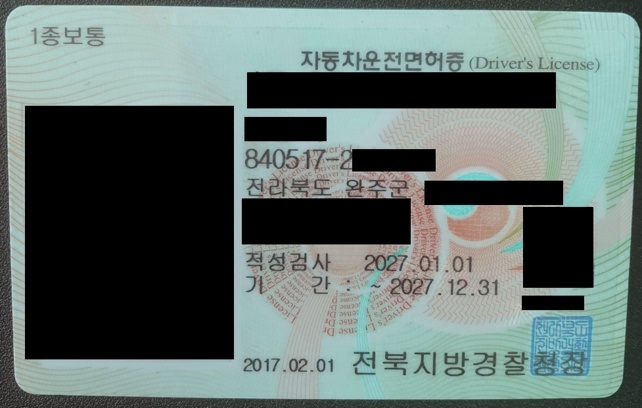 1종보통
자동차운전면허증 (Driver's License)
840517-2
전라북도 완주군
적성검사 2027.01.01
기 간 : ~ 2027.12.31
2017.02.01 전북지방경찰청장